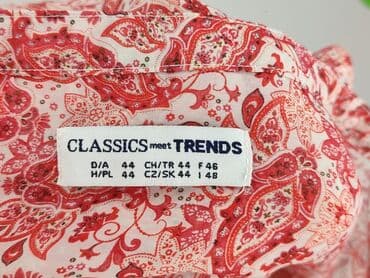 CLASSICS meet TRENDS
D/A 44 CH/TR 44 F 46
H/PL 44 CZ/SK 44 I 48